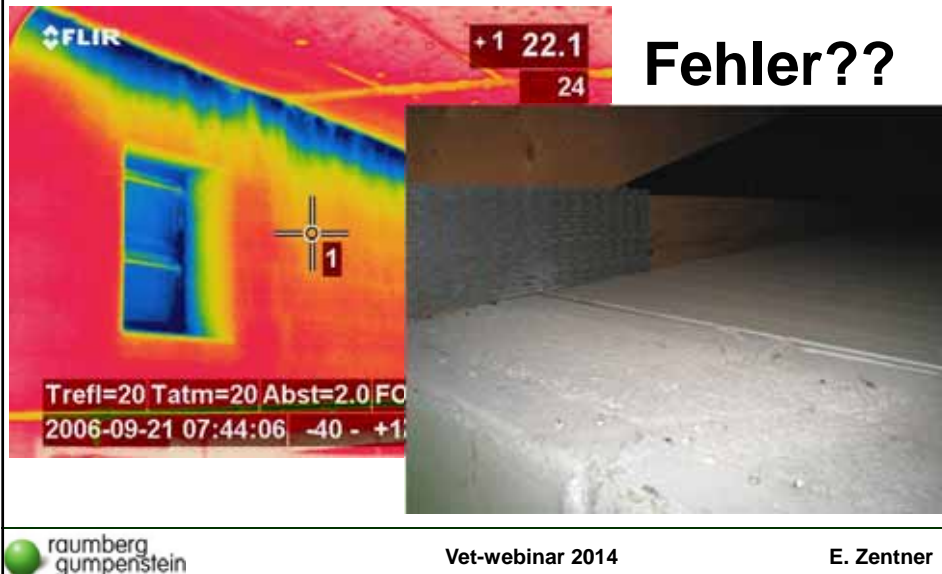 FLIR
+1 22.1
24
Fehler??
1
Trefl=20 Tatm=20 Abst=2.0 FO
2006-09-21 07:44:06 -40 - +12
raumberg
gumpenstein
Vet-webinar 2014
E. Zentner